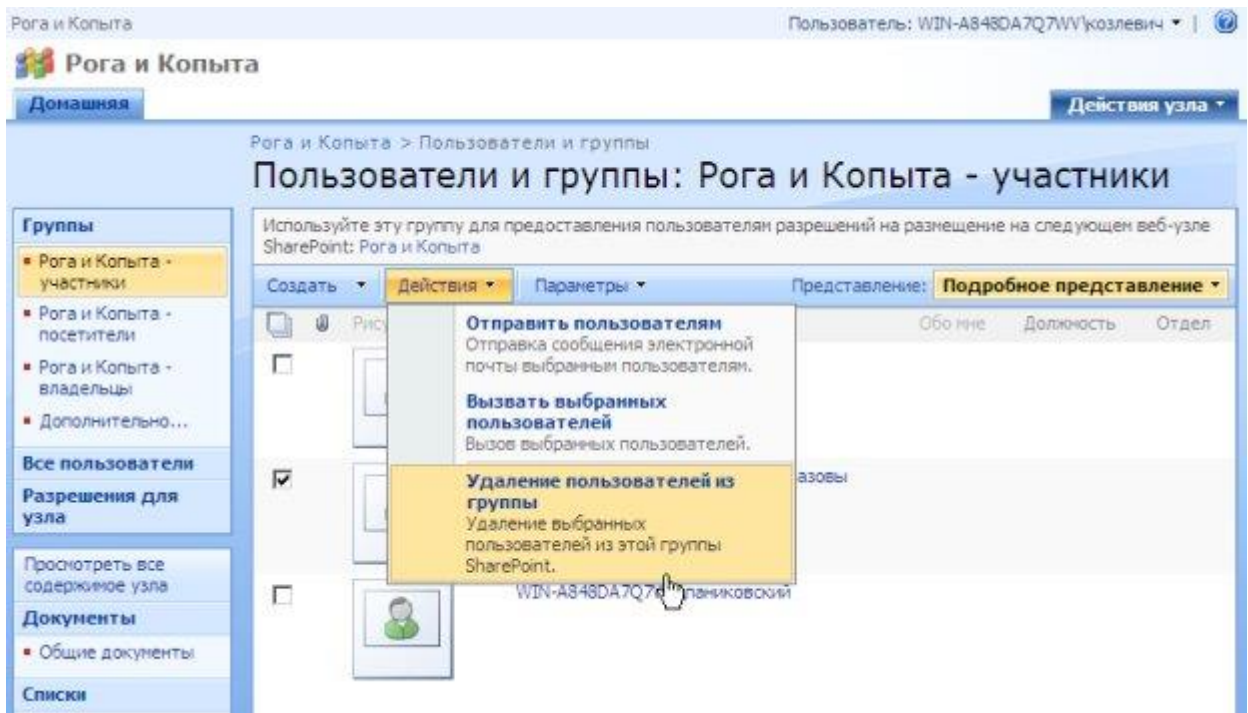 Рога и Копыта
Пользователь: WIN-A848DA7Q7WV\козлевич
Рога и Копыта
Домашняя
Действия узла
Рога и Копыта > Пользователи и группы
Пользователи и группы: Рога и Копыта - участники
Группы
Рога и Копыта -
участники
Рога и Копыта -
посетители
Рога и Копыта -
владельцы
Дополнительно...
Все пользователи
Разрешения для
узла
Просмотреть все
содержимое узла
Документы
Общие документы
Списки
Используйте эту группу для предоставления пользователям разрешений на размещение на следующем веб-узле
SharePoint: Рога и Копыта
Создать
Действия
Параметры
Представление: Подробное представление
Рису
Обо мне
Должность
Отдел
Отправить пользователям
Отправка сообщения электронной
почты выбранным пользователям.
Вызвать выбранных
пользователей
Вызов выбранных пользователей.
Удаление пользователей из
группы
Удаление выбранных
пользователей из этой группы
SharePoint.
азовы
WIN-A848DA7Q7 паниковский